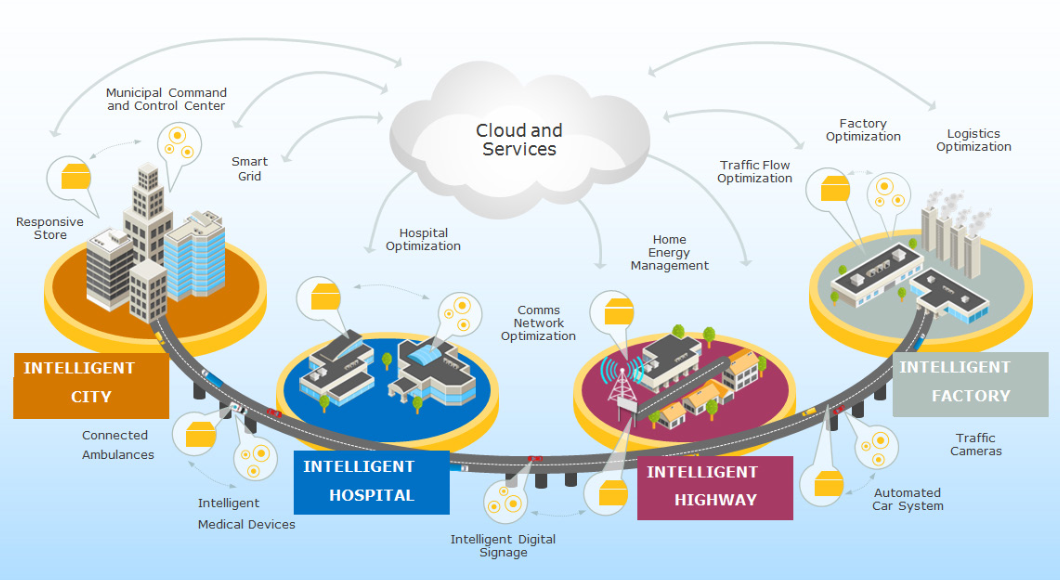 Municipal Command
and Control Center
Cloud and
Services
Factory
Optimization
Logistics
Optimization
Smart
Grid
Traffic Flow
Optimization
Responsive
Store
Hospital
Optimization
Home
Energy
Management
Comms
Network
Optimization
INTELLIGENT
CITY
INTELLIGENT
FACTORY
Connected
Ambulances
INTELLIGENT
HOSPITAL
INTELLIGENT
HIGHWAY
Traffic
Cameras
Intelligent
Medical Devices
Automated
Car System
Intelligent Digital
Signage